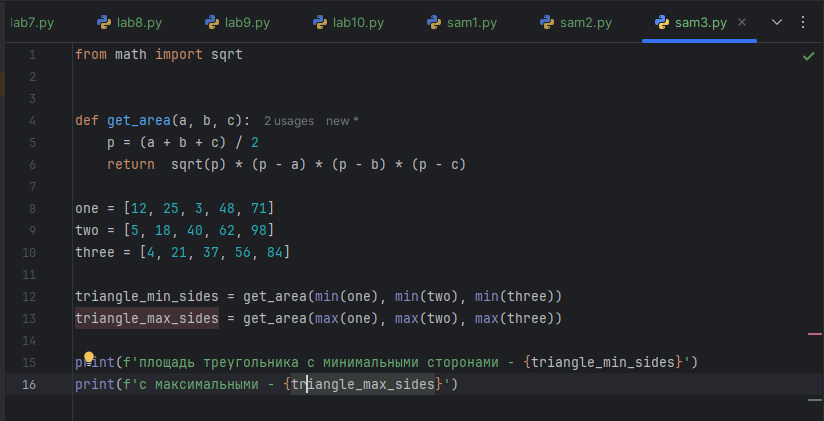 lab7.py lab8.py lab9.py lab10.py sam1.py sam2.py sam3.py
1 from math import sqrt
2
3
4 def get_area(a, b, c): 2 usages new *
5 p = (a + b + c) / 2
6 return  sqrt(p) * (p - a) * (p - b) * (p - c)
7
8 one = [12, 25, 3, 48, 71]
9 two = [5, 18, 40, 62, 98]
10 three = [4, 21, 37, 56, 84]
11
12 triangle_min_sides = get_area(min(one), min(two), min(three))
13 triangle_max_sides = get_area(max(one), max(two), max(three))
14
15 print(f'площадь треугольника с минимальными сторонами - {triangle_min_sides}')
16 print(f'с максимальными - {triangle_max_sides}')